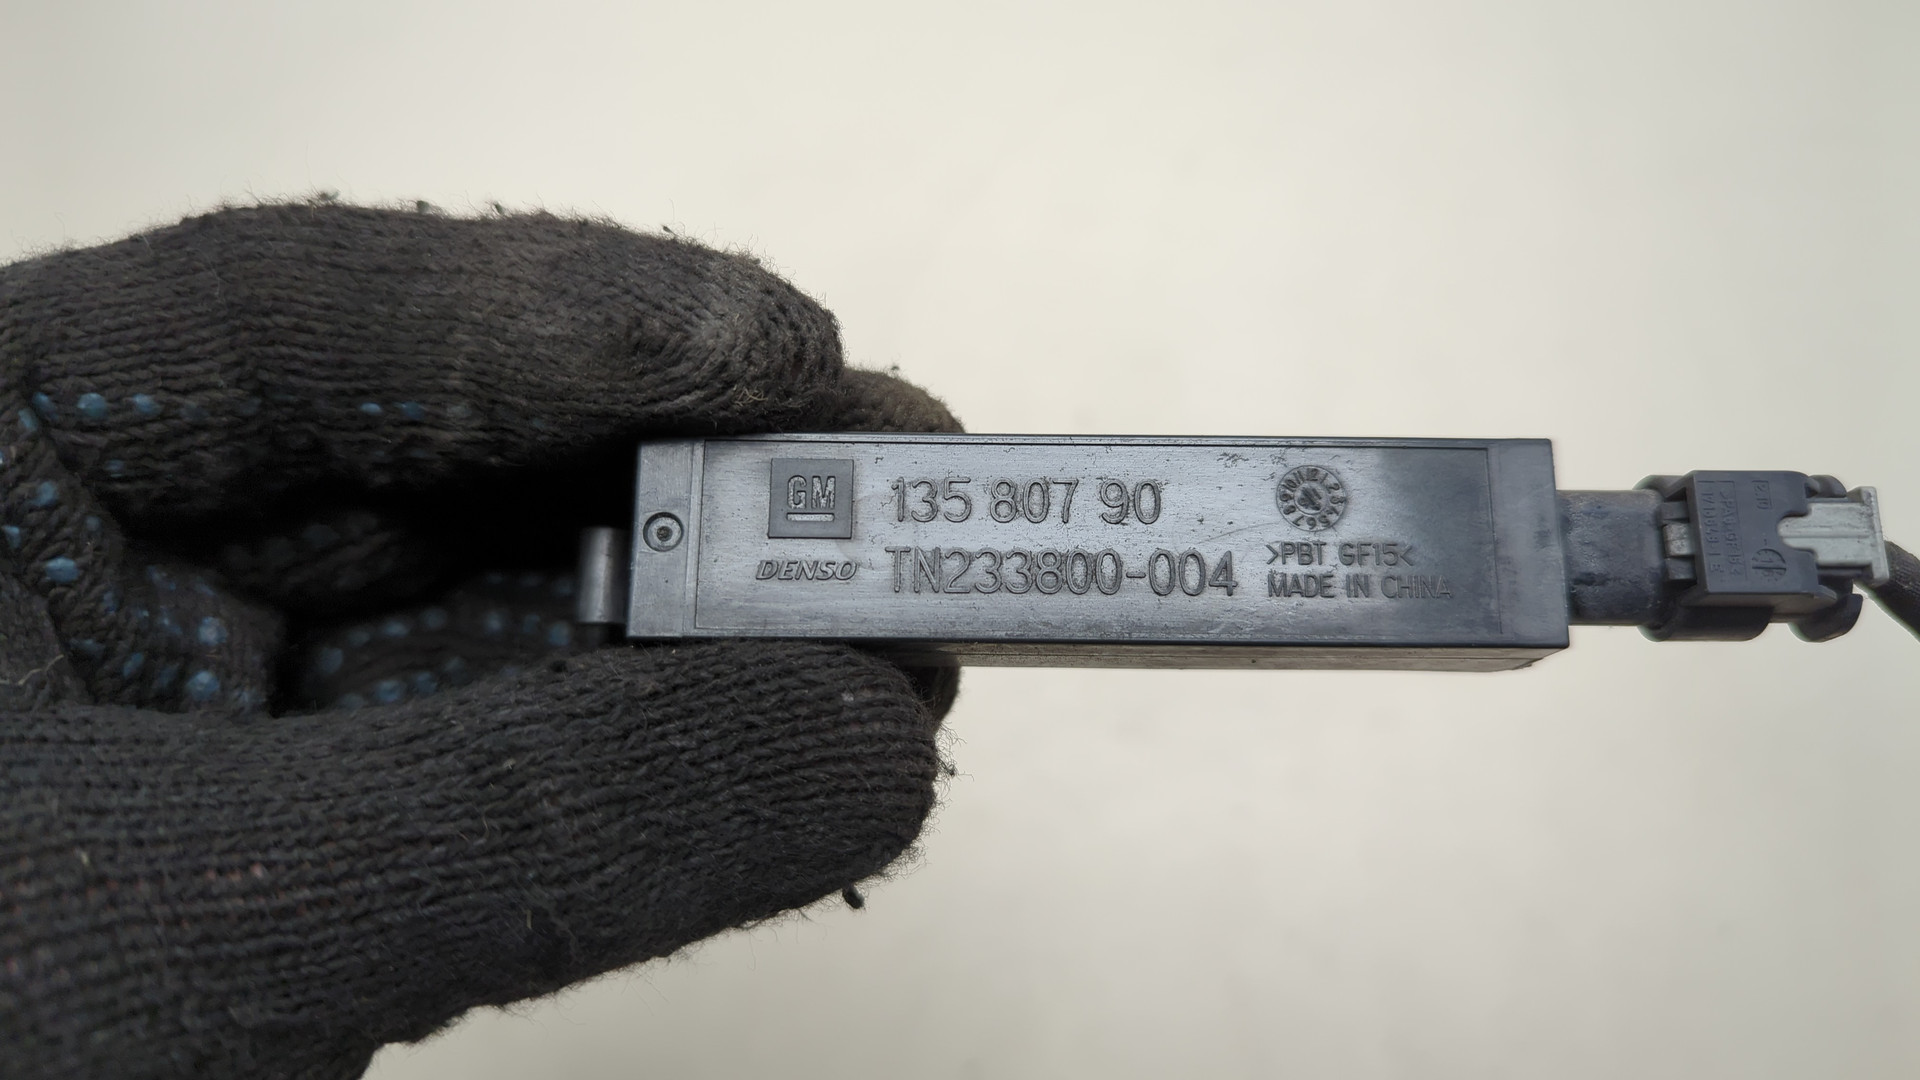 GM
135 807 90
DENSO
TN233800-004
>PBT GF15<
MADE IN CHINA